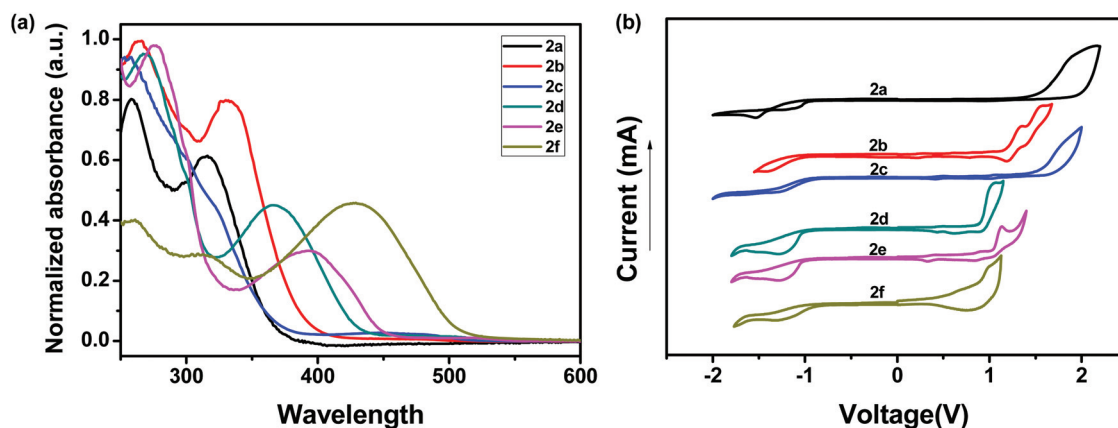 (a)
Normalized absorbance (a.u.)
1.0
0.8
0.6
0.4
0.2
0.0
2a
2b
2c
2d
2e
2f
300
400
500
600
Wavelength
(b)
Current (mA)
2a
2b
2c
2d
2e
2f
-2
-1
0
1
2
Voltage(V)